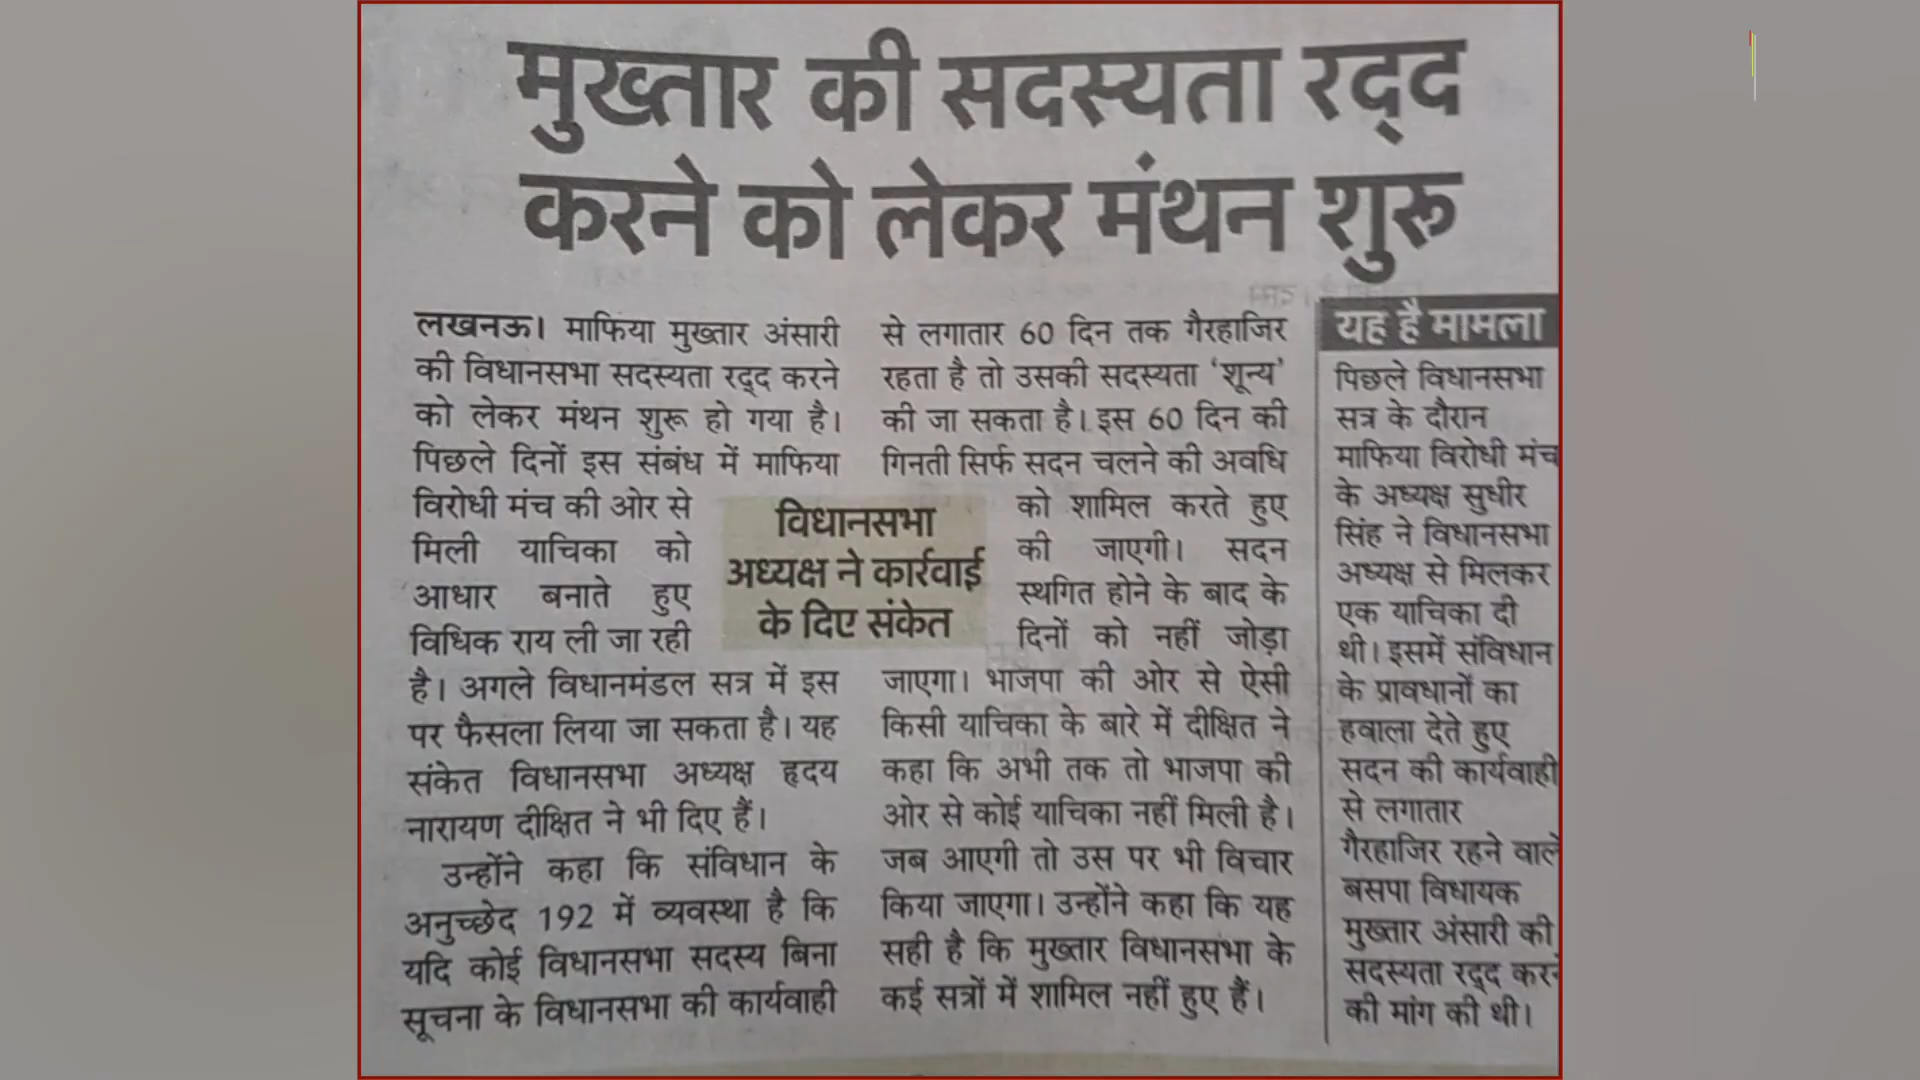 मुख्तार की सदस्यता रद्द
करने को लेकर मंथन शुरू
लखनऊ। माफिया मुख्तार अंसारी
की विधानसभा सदस्यता रद्द करने
को लेकर मंथन शुरू हो गया है।
पिछले दिनों इस संबंध में माफिया
विरोधी मंच की ओर से
मिली याचिका को
आधार बनाते हुए
विधिक राय ली जा रही
है। अगले विधानमंडल सत्र में इस
पर फैसला लिया जा सकता है। यह
संकेत विधानसभा अध्यक्ष हृदय
नारायण दीक्षित ने भी दिए हैं।
उन्होंने कहा कि संविधान के
अनुच्छेद 192 में व्यवस्था है कि
यदि कोई विधानसभा सदस्य बिना
सूचना के विधानसभा की कार्यवाही
विधानसभा
अध्यक्ष ने कार्रवाई
के दिए संकेत
से लगातार 60 दिन तक गैरहाजिर
रहता है तो उसकी सदस्यता ‘शून्य’
की जा सकता है। इस 60 दिन की
गिनती सिर्फ सदन चलने की अवधि
को शामिल करते हुए
की जाएगी। सदन
स्थगित होने के बाद के
दिनों को नहीं जोड़ा
जाएगा। भाजपा की ओर से ऐसी
किसी याचिका के बारे में दीक्षित ने
कहा कि अभी तक तो भाजपा की
ओर से कोई याचिका नहीं मिली है।
जब आएगी तो उस पर भी विचार
किया जाएगा। उन्होंने कहा कि यह
सही है कि मुख्तार विधानसभा के
कई सत्रों में शामिल नहीं हुए हैं।
यह है मामला
पिछले विधानसभा
सत्र के दौरान
माफिया विरोधी मंच
के अध्यक्ष सुधीर
सिंह ने विधानसभा
अध्यक्ष से मिलकर
एक याचिका दी
थी। इसमें संविधान
के प्रावधानों का
हवाला देते हुए
सदन की कार्यवाही
से लगातार
गैरहाजिर रहने वाले
बसपा विधायक
मुख्तार अंसारी की
सदस्यता रद्द करने
की मांग की थी।